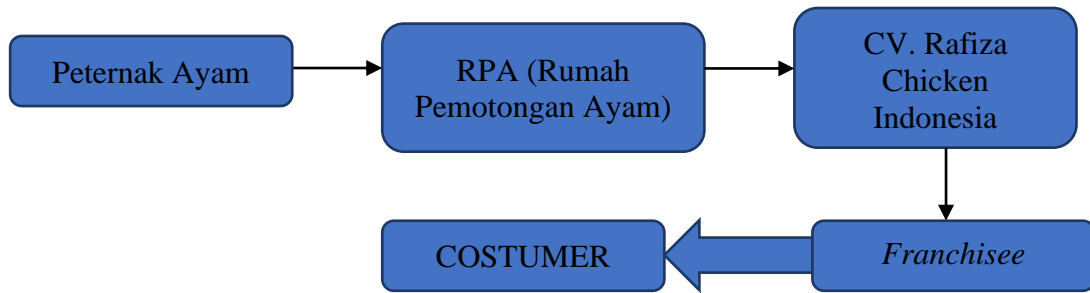 Peternak Ayam
RPA (Rumah
Pemotongan Ayam)
CV. Rafiza
Chicken
Indonesia
Franchisee
COSTUMER